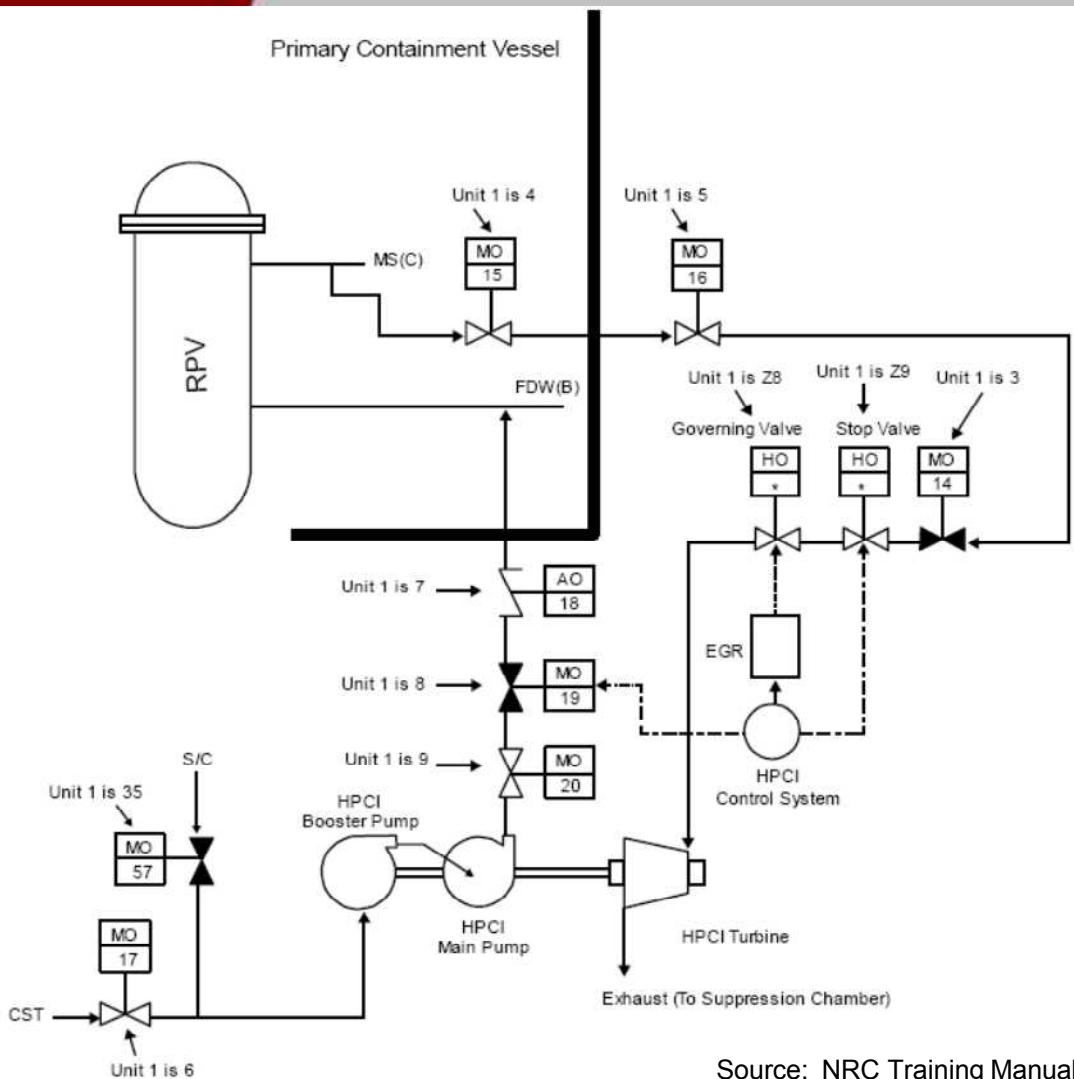 Primary Containment Vessel
Unit 1 is 4
Unit 1 is 5
MO
15
MO
16
MS(C)
RPV
FDW(B)
Unit 1 is Z8
Unit 1 is Z9
Unit 1 is 3
Governing Valve
Stop Valve
HO
*
HO
*
MO
14
Unit 1 is 7
AO
18
EGR
Unit 1 is 8
MO
19
S/C
Unit 1 is 9
MO
20
HPCI
Control System
Unit 1 is 35
HPCI
Booster Pump
MO
57
MO
17
HPCI
Main Pump
HPCI Turbine
CST
Exhaust (To Suppression Chamber)
Unit 1 is 6
Source: NRC Training Manual